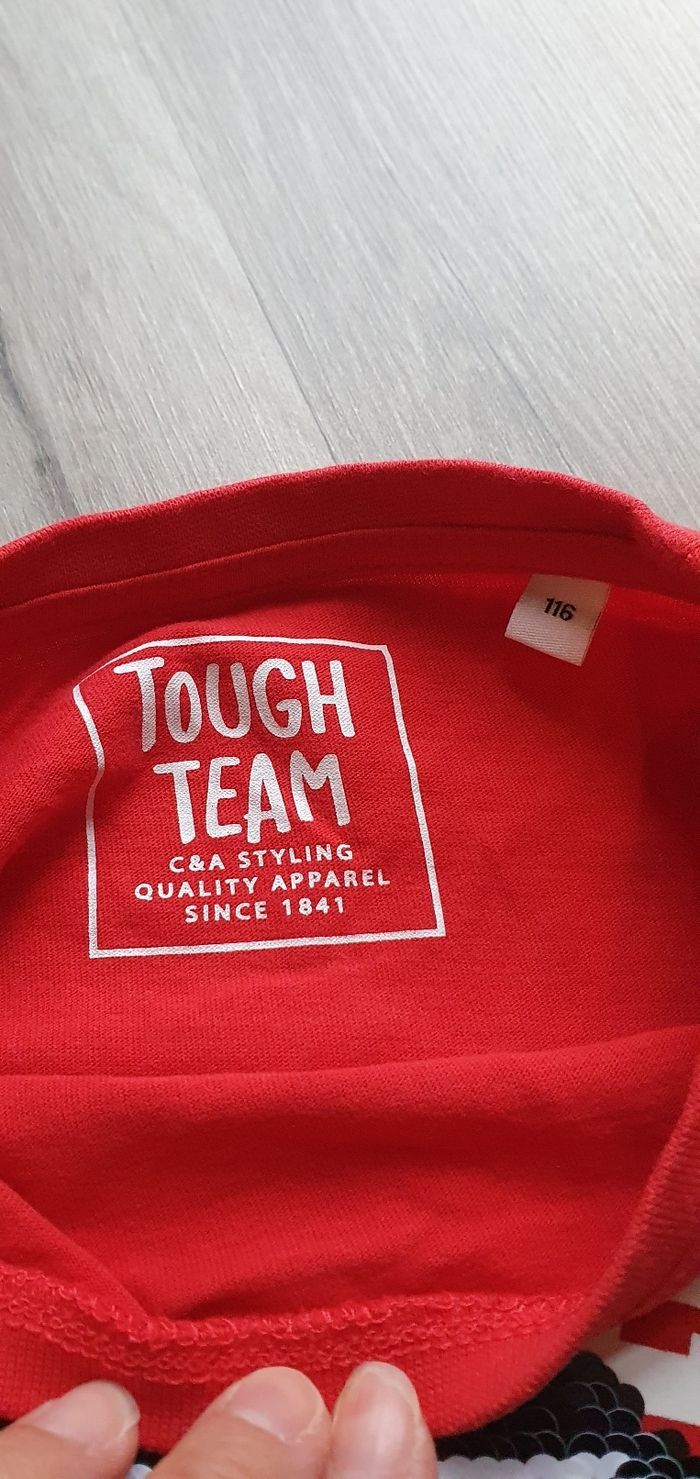 TOUGH
TEAM
C&A STYLING
QUALITY APPAREL
SINCE 1841
116